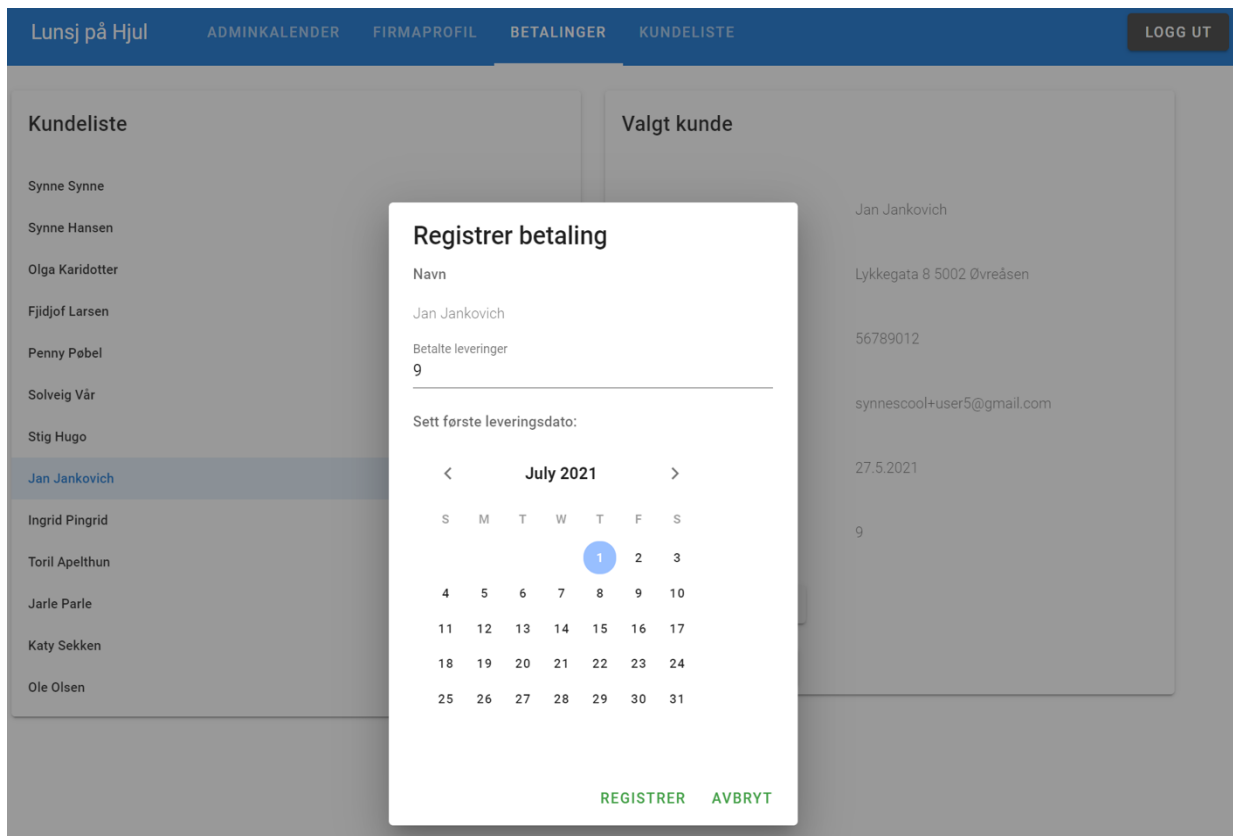 Lunsj på Hjul ADMINKALENDER FIRMAPROFIL BETALINGER KUNDELISTE LOGG UT
Kundeliste
Synne Synne
Synne Hansen
Olga Karidotter
Fjidjof Larsen
Penny Pøbel
Solveig Vår
Stig Hugo
Jan Jankovich
Ingrid Pingrid
Toril Apelthun
Jarle Parle
Katy Sekken
Ole Olsen
Valgt kunde
Jan Jankovich
Lykkegata 8 5002 Øvreåsen
56789012
synnescool+user5@gmail.com
27.5.2021
9
Registrer betaling
Navn
Jan Jankovich
Betalte leveringer
9
Sett første leveringsdato:
July 2021
S M T W T F S
1 2 3
4 5 6 7 8 9 10
11 12 13 14 15 16 17
18 19 20 21 22 23 24
25 26 27 28 29 30 31
REGISTRER AVBRYT